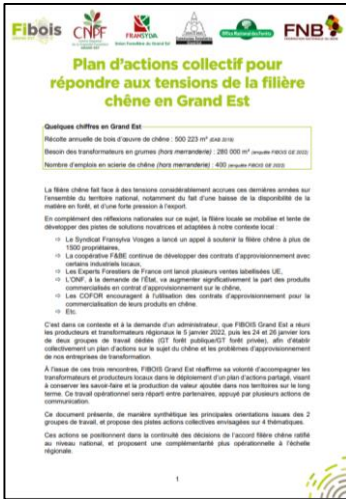 Fibois
GRAND EST
CNPF
GRAND EST
FRANSYLVA
Office National des Forêts
FNB
FÉDÉRATION NATIONALE DU BOIS
Plan d'actions collectif pour
répondre aux tensions de la filière
chêne en Grand Est
Quelques chiffres en Grand Est
Récolte annuelle de bois d'œuvre de chêne : 500 223 m³ (EAB 2019)
Besoin des transformateurs en grumes (hors merranderie) : 280 000 m³ (enquête FIBOIS GE 2022)
Nombre d'emplois en scierie de chêne (hors merranderie) : 400 (enquête FIBOIS GE 2022)
La filière chêne fait face à des tensions considérablement accrues ces dernières années sur
l'ensemble du territoire national, notamment du fait d'une baisse de la disponibilité de la
matière en forêt, et d'une forte pression à l'export.
En complément des réflexions nationales sur ce sujet, la filière locale se mobilise et tente de
développer des pistes de solutions novatrices et adaptées à notre contexte local :
⇨ Le Syndicat Fransylva Vosges a lancé un appel à soutenir la filière chêne à plus de
1500 propriétaires,
⇨ La coopérative F&BE continue de développer des contrats d'approvisionnement avec
certains industriels locaux,
⇨ Les Experts Forestiers de France ont lancé plusieurs ventes labellisées UE,
⇨ L'ONF, à la demande de l'État, va augmenter significativement la part des produits
commercialisés en contrat d'approvisionnement sur le chêne,
⇨ Les COFOR encouragent à l'utilisation des contrats d'approvisionnement pour la
commercialisation de leurs produits en chêne.
⇨ Etc.
C'est dans ce contexte et à la demande d'un administrateur, que FIBOIS Grand Est a réuni
les producteurs et transformateurs régionaux le 5 janvier 2022, puis les 24 et 26 janvier lors
de deux groupes de travail dédiés (GT forêt publique/GT forêt privée), afin d'établir
collectivement un plan d'actions sur le sujet du chêne et les problèmes d'approvisionnement
de nos entreprises de transformation.
À l'issue de ces trois rencontres, FIBOIS Grand Est réaffirme sa volonté d'accompagner les
transformateurs et producteurs locaux dans le déploiement d'un plan d'actions partagé, visant
à conserver les savoir-faire et la production de valeur ajoutée dans nos territoires sur le long
terme. Ce travail opérationnel sera réparti entre partenaires, appuyé par plusieurs actions de
communication.
Ce document présente, de manière synthétique les principales orientations issues des 2
groupes de travail, et propose des pistes actions collectives envisagées sur 4 thématiques.
Ces actions se positionnent dans la continuité des décisions de l'accord filière chêne ratifié
au niveau national, et proposent une complémentarité plus opérationnelle à l'échelle
régionale.
1